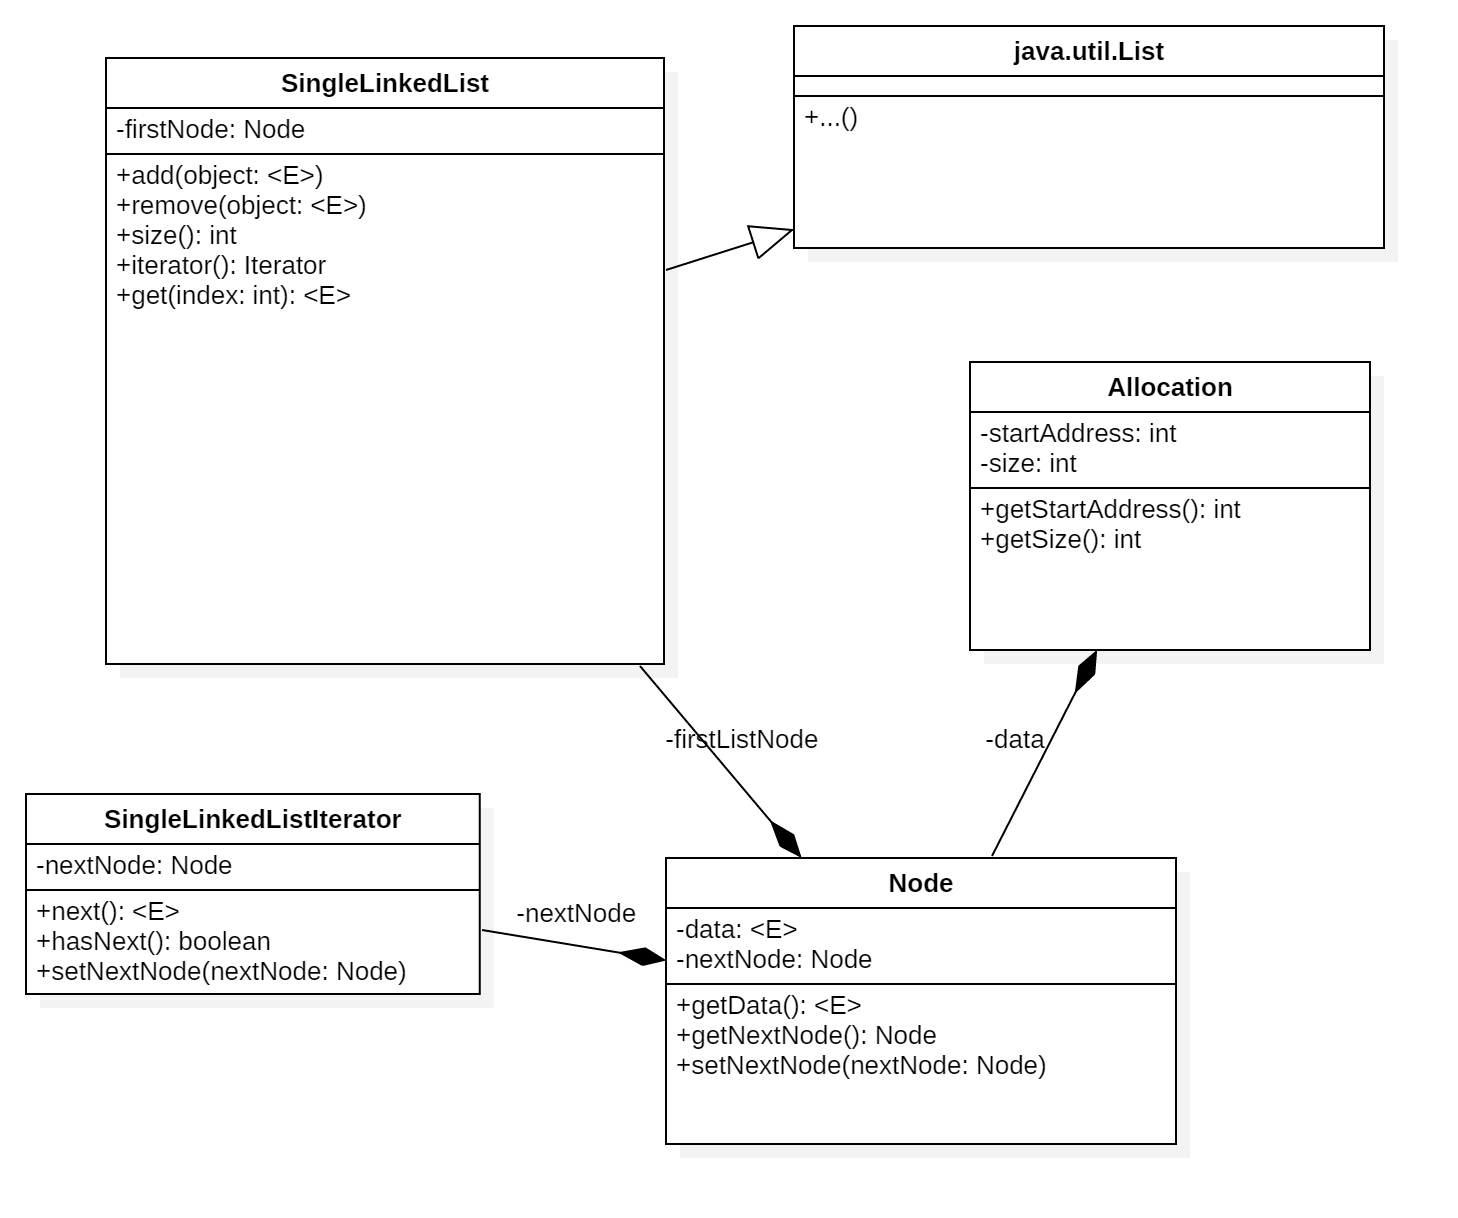 SingleLinkedList
-firstNode: Node
+add(object: <E>)
+remove(object: <E>)
+size(): int
+iterator(): Iterator
+get(index: int): <E>
java.util.List
+...()
Allocation
-startAddress: int
-size: int
+getStartAddress(): int
+getSize(): int
-firstListNode
-data
SingleLinkedListIterator
-nextNode: Node
+next(): <E>
+hasNext(): boolean
+setNextNode(nextNode: Node)
-nextNode
Node
-data: <E>
-nextNode: Node
+getData(): <E>
+getNextNode(): Node
+setNextNode(nextNode: Node)